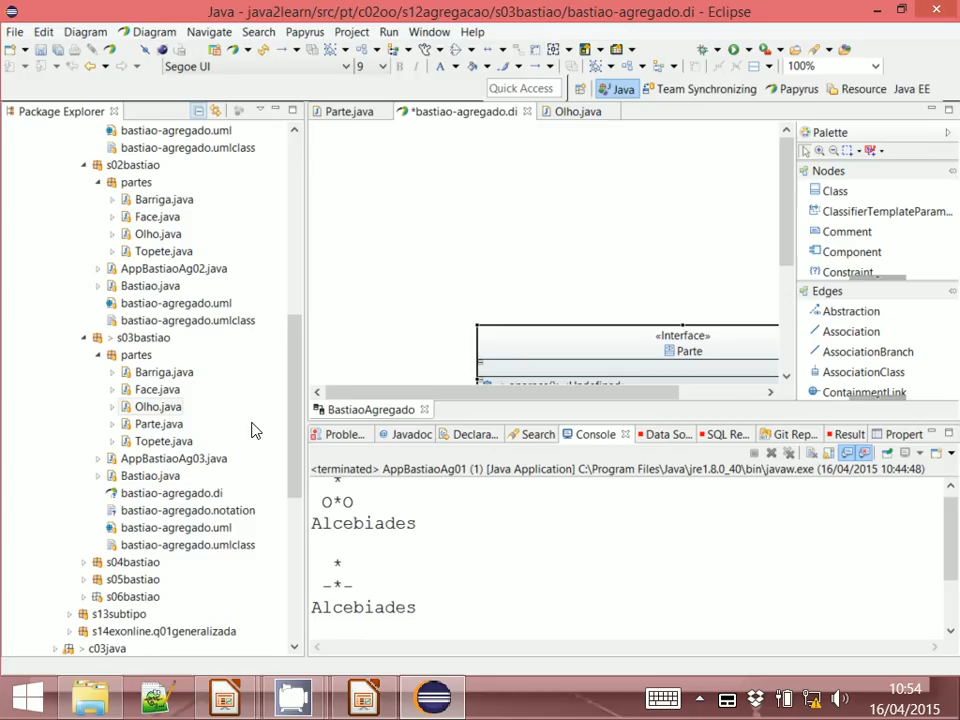 Java - java2learn/src/pt/c02oo/s12agregacao/s03bastiao/bastiao-agregado.di - Eclipse
File Edit Diagram Diagram Navigate Search Papyrus Project Run Window Help
Segoe UI 9 100%
Quick Access Java Team Synchronizing Papyrus Resource Java EE
Package Explorer
Parte.java *bastiao-agregado.di Olho.java
bastiao-agregado.uml
bastiao-agregado.umlclass
s02bastiao
partes
Barriga.java
Face.java
Olho.java
Topete.java
AppBastiaoAg02.java
Bastiao.java
bastiao-agregado.uml
bastiao-agregado.umlclass
> s03bastiao
partes
Barriga.java
Face.java
Olho.java
Parte.java
Topete.java
AppBastiaoAg03.java
Bastiao.java
bastiao-agregado.di
bastiao-agregado.notation
bastiao-agregado.uml
bastiao-agregado.umlclass
s04bastiao
s05bastiao
s06bastiao
s13subtipo
s14exonline.q01generalizada
c03java
«Interface»
Parte
Palette
Nodes
Class
ClassifierTemplateParam...
Comment
Component
Constraint
Edges
Abstraction
Association
AssociationBranch
AssociationClass
ContainmentLink
BastiaoAgregado
Proble... Javadoc Declara... Search Console Data So... SQL Re... Git Rep... Result Propert
<terminated> AppBastiaoAg01 (1) [Java Application] C:\Program Files\Java\jre1.8.0_40\bin\javaw.exe (16/04/2015 10:44:48)
*
O*O
Alcebiades
*
-*-
Alcebiades
10:54
16/04/2015